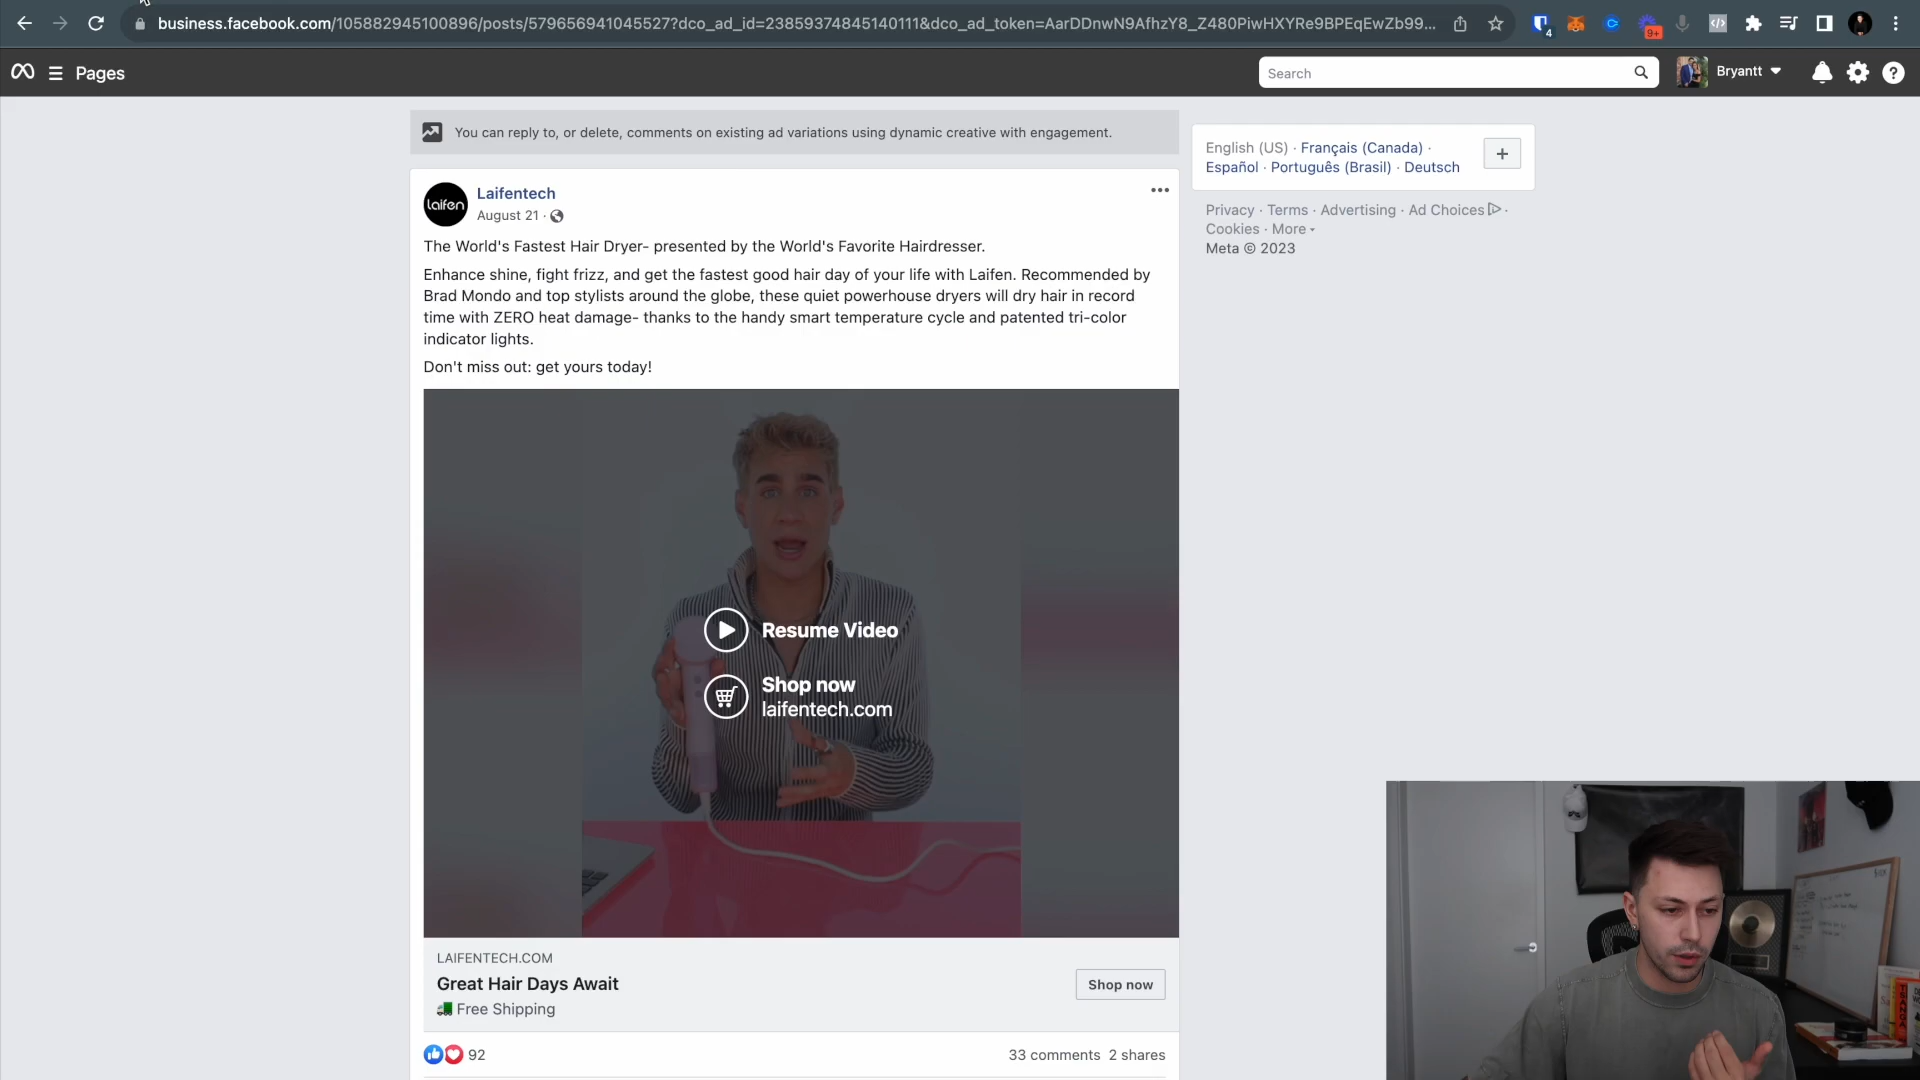 business.facebook.com/105882945100896/posts/579656941045527?dco_ad_id=23859374845140111&dco_ad_token=AarDDnwN9AfhzY8_Z480PiwHXYRe9BPEqEwZb99...
4
9+
Pages
Search
Bryantt
You can reply to, or delete, comments on existing ad variations using dynamic creative with engagement.
English (US) · Français (Canada) ·
Español · Português (Brasil) · Deutsch
Privacy · Terms · Advertising · Ad Choices ·
Cookies · More
Meta © 2023
laifen
Laifentech
August 21 ·
The World's Fastest Hair Dryer- presented by the World's Favorite Hairdresser.
Enhance shine, fight frizz, and get the fastest good hair day of your life with Laifen. Recommended by
Brad Mondo and top stylists around the globe, these quiet powerhouse dryers will dry hair in record
time with ZERO heat damage- thanks to the handy smart temperature cycle and patented tri-color
indicator lights.
Don't miss out: get yours today!
Resume Video
Shop now
laifentech.com
LAIFENTECH.COM
Great Hair Days Await
Free Shipping
Shop now
92
33 comments 2 shares